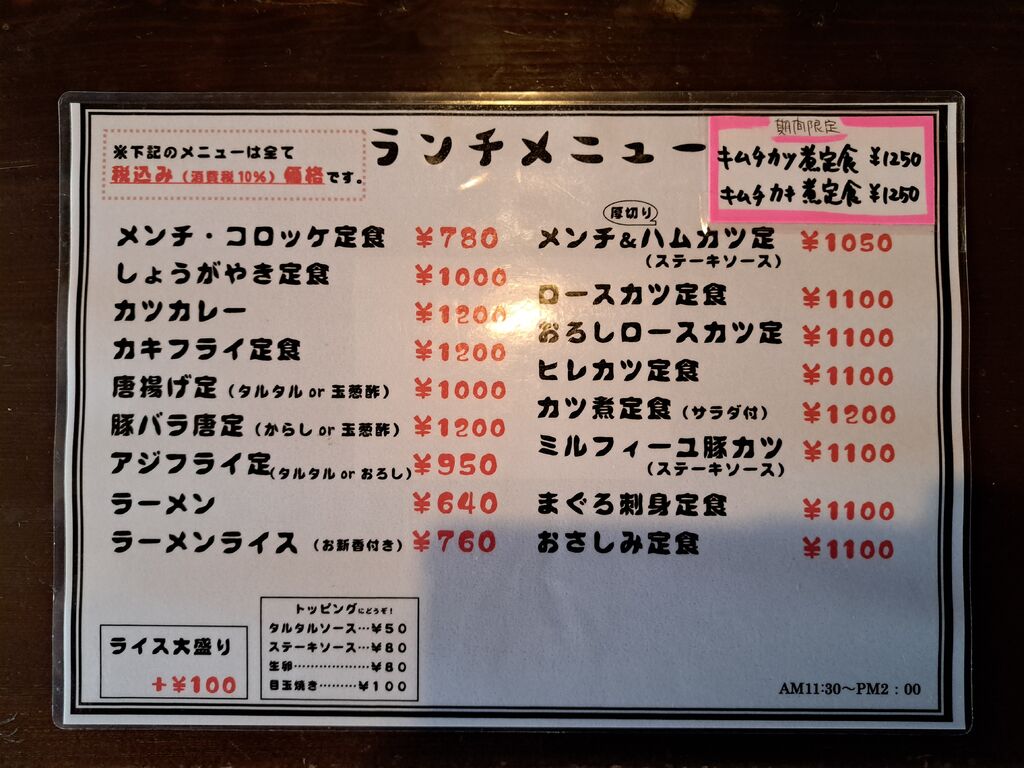 ※下記のメニューは全て
税込み（消費税10％）価格です。
ランチメニュー
期間限定
キムチカツ煮定食 ¥1250
キムチカキ煮定食 ¥1250
メンチ・コロッケ定食 ¥780
しょうがやき定食 ¥1000
カツカレー ¥1200
カキフライ定食 ¥1200
唐揚げ定（タルタル or 玉葱酢） ¥1000
豚バラ唐定（からし or 玉葱酢） ¥1200
アジフライ定（タルタル or おろし） ¥950
ラーメン ¥640
ラーメンライス（お新香付き） ¥760
厚切り
メンチ&ハムカツ定 ¥1050
（ステーキソース）
ロースカツ定食 ¥1100
おろしロースカツ定 ¥1100
ヒレカツ定食 ¥1100
カツ煮定食（サラダ付） ¥1200
ミルフィーユ豚カツ ¥1100
（ステーキソース）
まぐろ刺身定食 ¥1100
おさしみ定食 ¥1100
ライス大盛り
＋¥100
トッピングにどうぞ！
タルタルソース…¥50
ステーキソース…¥80
生卵………………¥80
目玉焼き………¥100
AM11:30～PM2：00